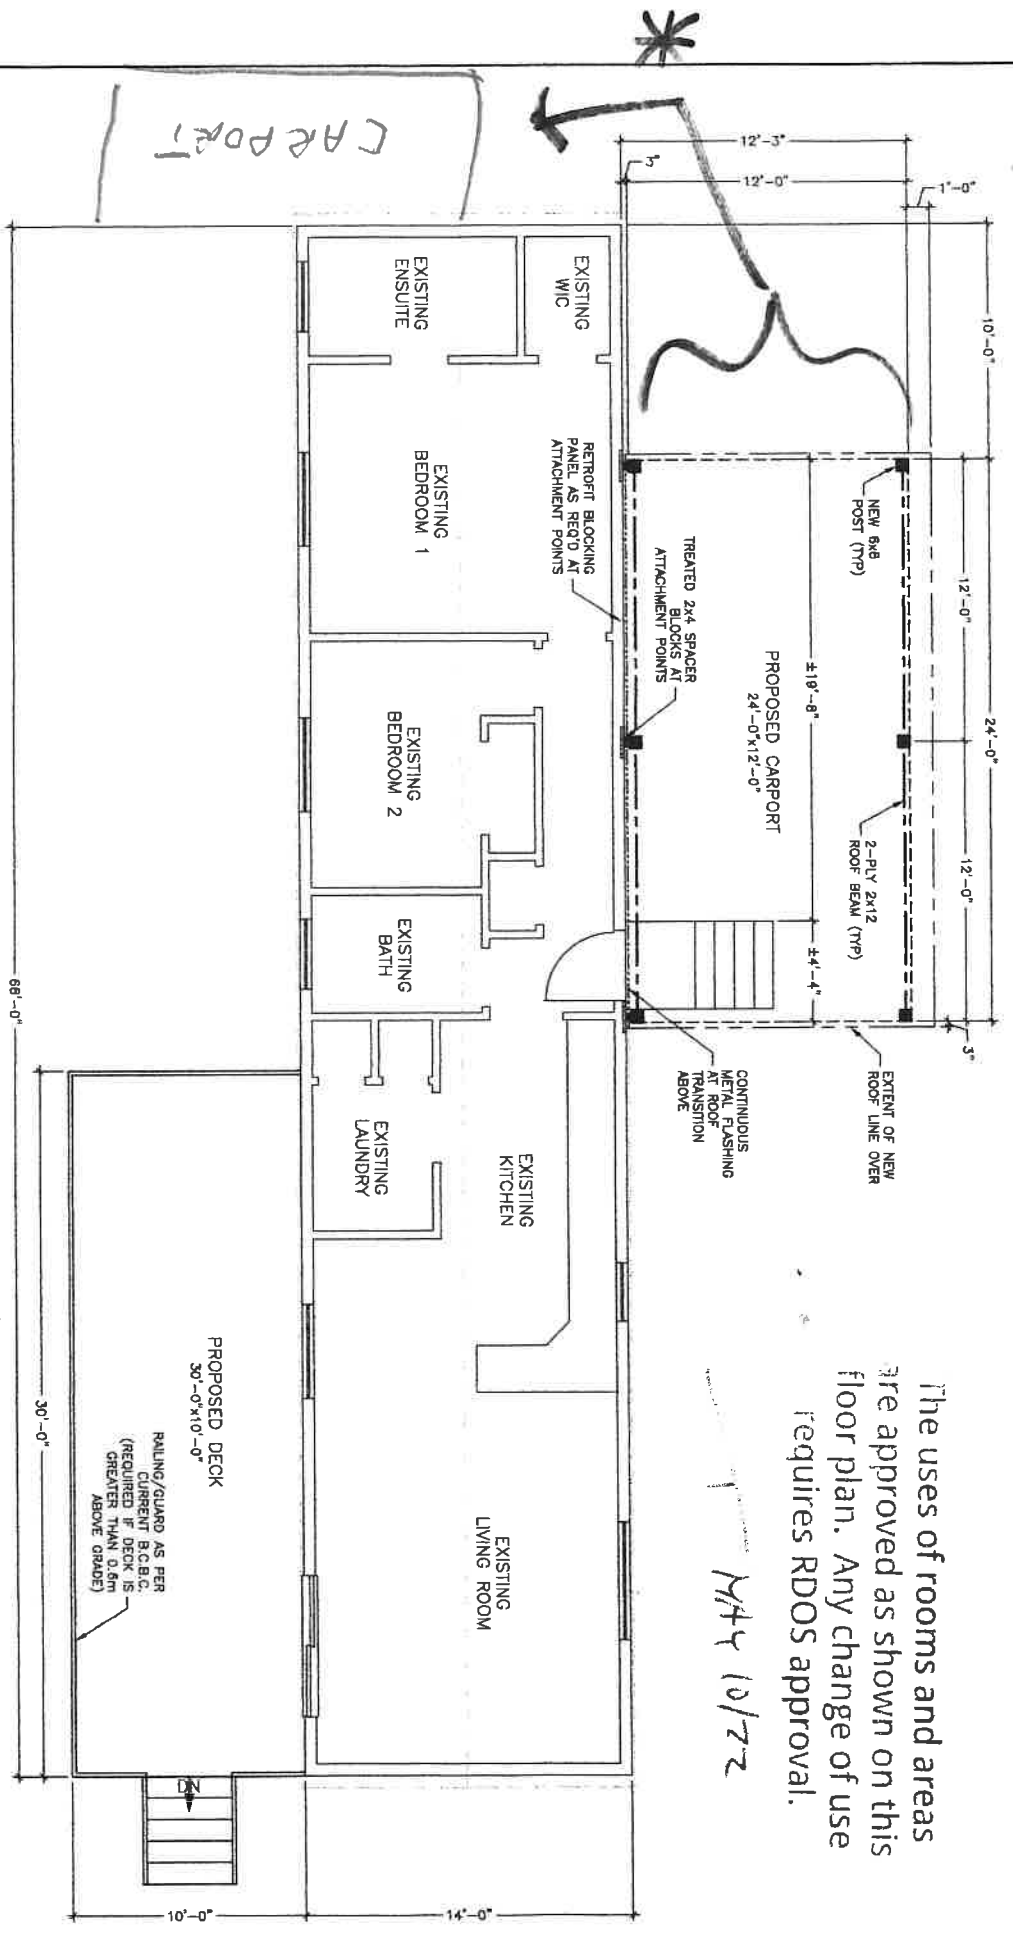 CARPORT
12'-3"
12'-0"
3"
1'-0"
10'-0"
24'-0"
12'-0"
12'-0"
3"
±19'-8"
±4'-4"
NEW 6x6
POST (TYP)
2-PLY 2x12
ROOF BEAM (TYP)
PROPOSED CARPORT
24'-0"x12'-0"
TREATED 2x4 SPACER
BLOCKS AT
ATTACHMENT POINTS
RETROFIT BLOCKING
PANEL AS REQ'D AT
ATTACHMENT POINTS
EXTENT OF NEW
ROOF LINE OVER
CONTINUOUS
METAL FLASHING
AT ROOF
TRANSITION
ABOVE
EXISTING
WIC
EXISTING
ENSUITE
EXISTING
BEDROOM 1
EXISTING
BEDROOM 2
EXISTING
BATH
EXISTING
LAUNDRY
EXISTING
KITCHEN
EXISTING
LIVING ROOM
PROPOSED DECK
30'-0"x10'-0"
RAILING/GUARD AS PER
CURRENT B.C.B.C.
(REQUIRED IF DECK IS
GREATER THAN 0.6m
ABOVE GRADE)
DN
68'-0"
30'-0"
10'-0"
14'-0"
The uses of rooms and areas
are approved as shown on this
floor plan. Any change of use
requires RDOS approval.
MAY 10/22